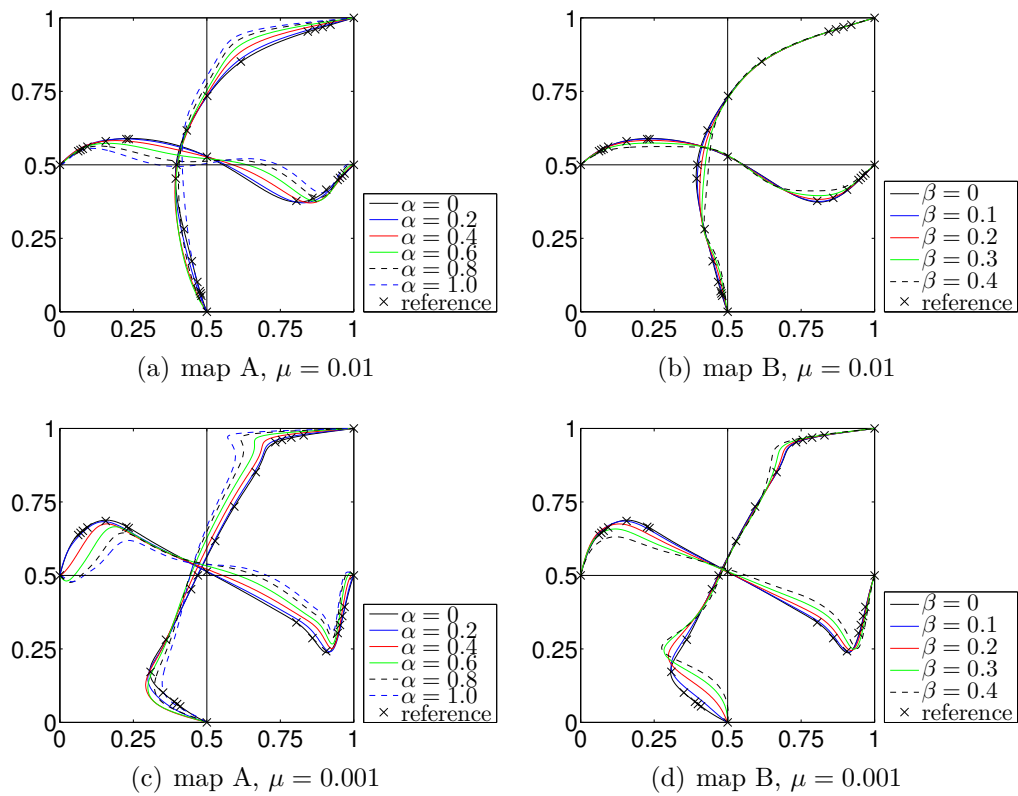 1
0.75
0.5
0.25
0
0 0.25 0.5 0.75 1
α = 0
α = 0.2
α = 0.4
α = 0.6
α = 0.8
α = 1.0
reference
(a) map A, μ = 0.01
1
0.75
0.5
0.25
0
0 0.25 0.5 0.75 1
β = 0
β = 0.1
β = 0.2
β = 0.3
β = 0.4
reference
(b) map B, μ = 0.01
1
0.75
0.5
0.25
0
0 0.25 0.5 0.75 1
α = 0
α = 0.2
α = 0.4
α = 0.6
α = 0.8
α = 1.0
reference
(c) map A, μ = 0.001
1
0.75
0.5
0.25
0
0 0.25 0.5 0.75 1
β = 0
β = 0.1
β = 0.2
β = 0.3
β = 0.4
reference
(d) map B, μ = 0.001